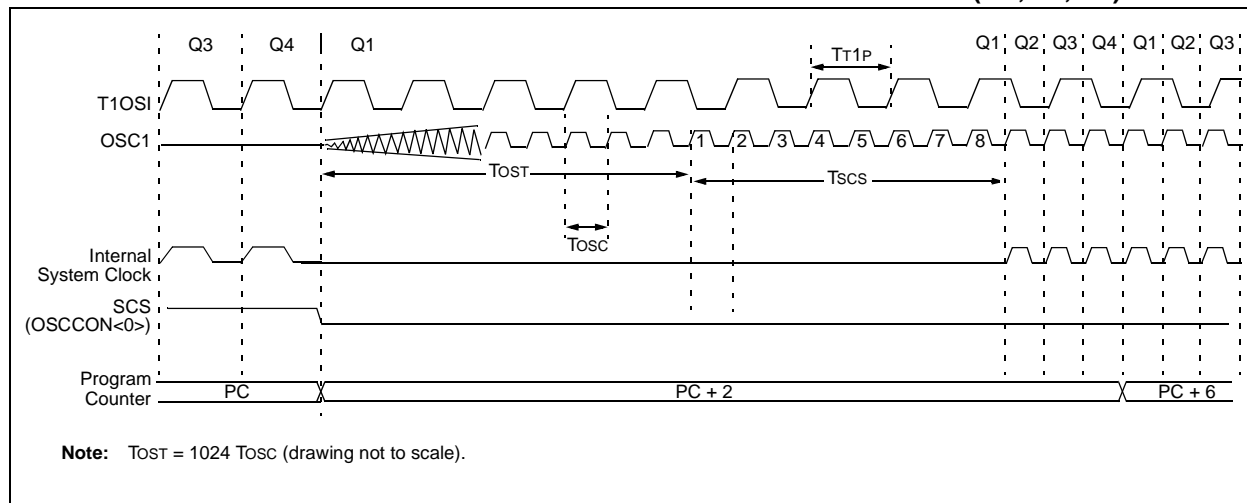 Q3 Q4 Q1 Q1 Q2 Q3 Q4 Q1 Q2 Q3
TT1P
T1OSI
OSC1
1 2 3 4 5 6 7 8
TOST
TSCS
TOSC
Internal
System Clock
SCS
(OSCCON<0>)
Program
Counter
PC
PC + 2
PC + 6
Note: TOST = 1024 TOSC (drawing not to scale).